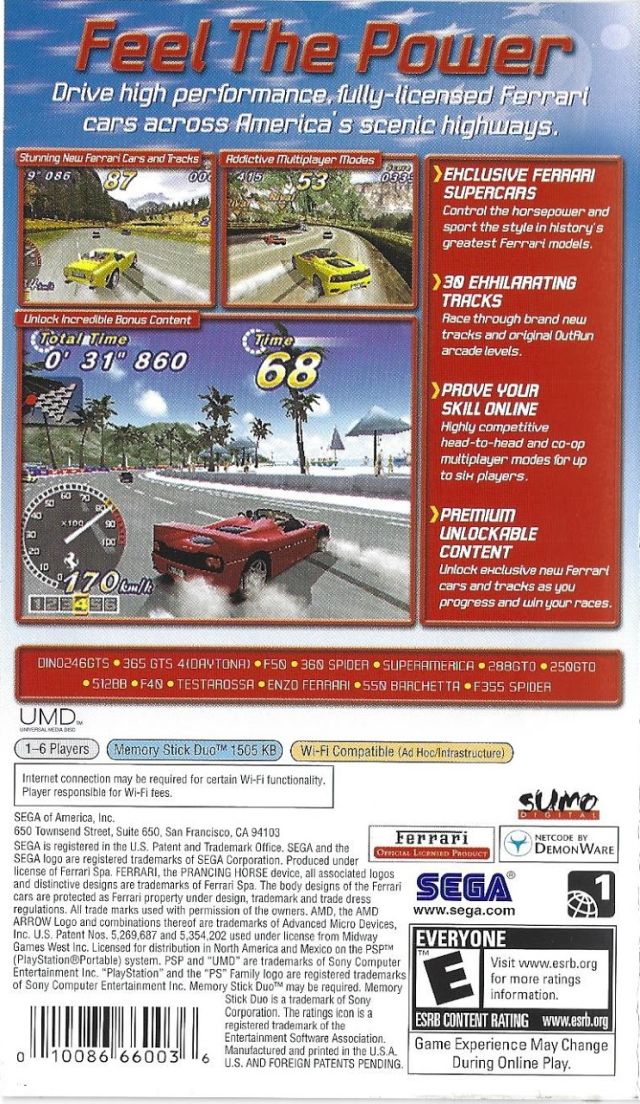 Feel The Power
Drive high performance, fully-licensed Ferrari
cars across America's scenic highways.
Stunning New Ferrari Cars and Tracks
9" 086
87
Addictive Multiplayer Modes
415
53
Unlock Incredible Bonus Content
Total Time
0' 31" 860
Time
68
x100
170 km/h
1 2 3 4 5 6
❯EXCLUSIVE FERRARI
SUPERCARS
Control the horsepower and
sport the style in history's
greatest Ferrari models.
❯30 EXHILARATING
TRACKS
Race through brand new
tracks and original OutRun
arcade levels.
❯PROVE YOUR
SKILL ONLINE
Highly competitive
head-to-head and co-op
multiplayer modes for up
to six players.
❯PREMIUM
UNLOCKABLE
CONTENT
Unlock exclusive new Ferrari
cars and tracks as you
progress and win your races.
DINO246GTS • 365 GTS 4(DAYTONA) • F50 • 360 SPIDER • SUPERAMERICA • 288GTO • 250GTO
• 512BB • F40 • TESTAROSSA • ENZO FERRARI • 550 BARCHETTA • F355 SPIDER
UMD™
UNIVERSAL MEDIA DISC
1–6 Players
Memory Stick Duo™ 1505 KB
Wi-Fi Compatible (Ad Hoc/Infrastructure)
Internet connection may be required for certain Wi-Fi functionality.
Player responsible for Wi-Fi fees.
SEGA of America, Inc.
650 Townsend Street, Suite 650, San Francisco, CA 94103
SEGA is registered in the U.S. Patent and Trademark Office. SEGA and the
SEGA logo are registered trademarks of SEGA Corporation. Produced under
license of Ferrari Spa. FERRARI, the PRANCING HORSE device, all associated logos
and distinctive designs are trademarks of Ferrari Spa. The body designs of the Ferrari
cars are protected as Ferrari property under design, trademark and trade dress
regulations. All trade marks used with permission of the owners. AMD, the AMD
ARROW Logo and combinations thereof are trademarks of Advanced Micro Devices,
Inc. U.S. Patent Nos. 5,269,687 and 5,354,202 used under license from Midway
Games West Inc. Licensed for distribution in North America and Mexico on the PSP™
(PlayStation®Portable) system. PSP and "UMD" are trademarks of Sony Computer
Entertainment Inc. "PlayStation" and the "PS" Family logo are registered trademarks
of Sony Computer Entertainment Inc. Memory Stick Duo™ may be required. Memory
Stick Duo is a trademark of Sony
Corporation. The ratings icon is a
registered trademark of the
Entertainment Software Association.
Manufactured and printed in the U.S.A.
U.S. AND FOREIGN PATENTS PENDING.
0 10086 66003 6
SUMO
DIGITAL
Ferrari
OFFICIAL LICENSED PRODUCT
NETCODE BY
DEMONWARE
SEGA®
www.sega.com
1
EVERYONE
E
TM
Visit www.esrb.org
for more ratings
information.
ESRB CONTENT RATING www.esrb.org
Game Experience May Change
During Online Play.